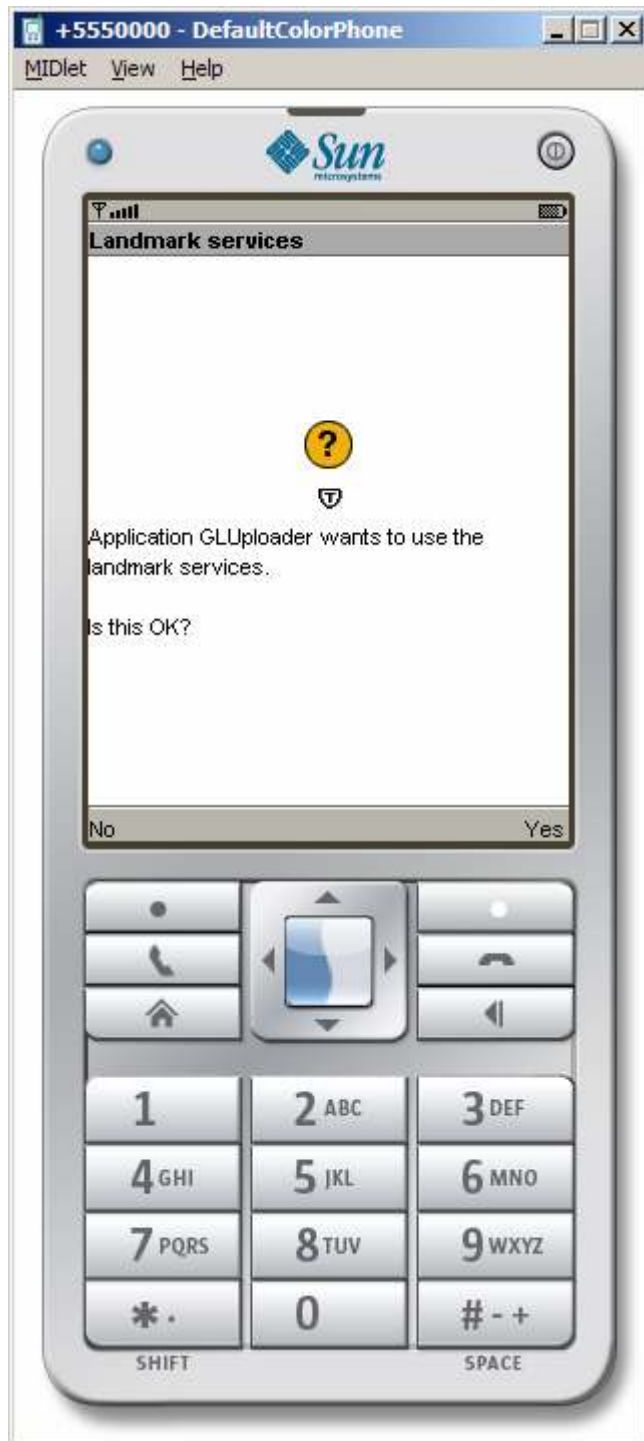 +5550000 - DefaultColorPhone
MIDlet View Help
Sun
microsystems
Landmark services
?
T
Application GLUploader wants to use the
landmark services.
Is this OK?
No Yes
1 2 ABC 3 DEF
4 GHI 5 JKL 6 MNO
7 PQRS 8 TUV 9 WXYZ
* . 0 # - +
SHIFT SPACE